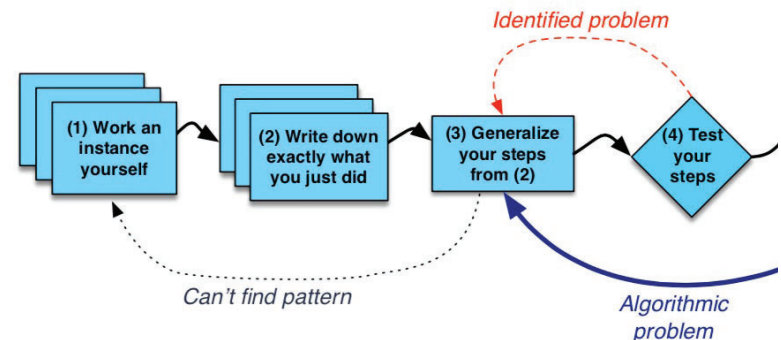 Identified problem
(1) Work an
instance
yourself
(2) Write down
exactly what
you just did
(3) Generalize
your steps
from (2)
(4) Test
your
steps
Can't find pattern
Algorithmic
problem